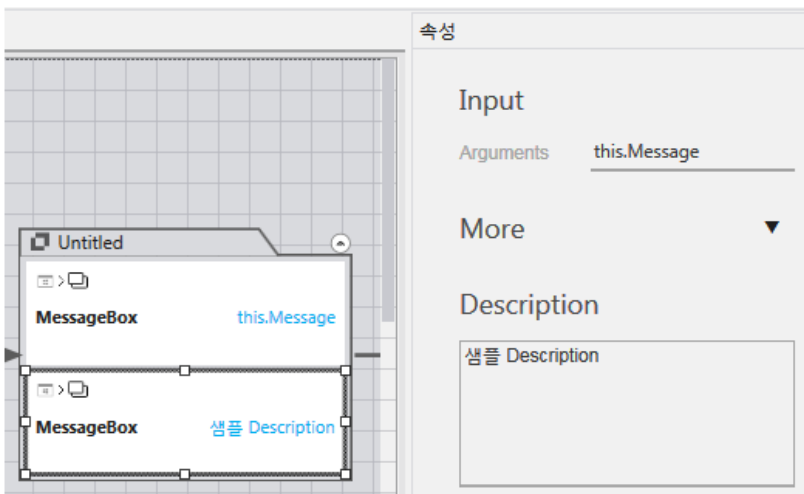 속성
Input
Arguments this.Message
More
Description
샘플 Description
Untitled
MessageBox this.Message
MessageBox 샘플 Description